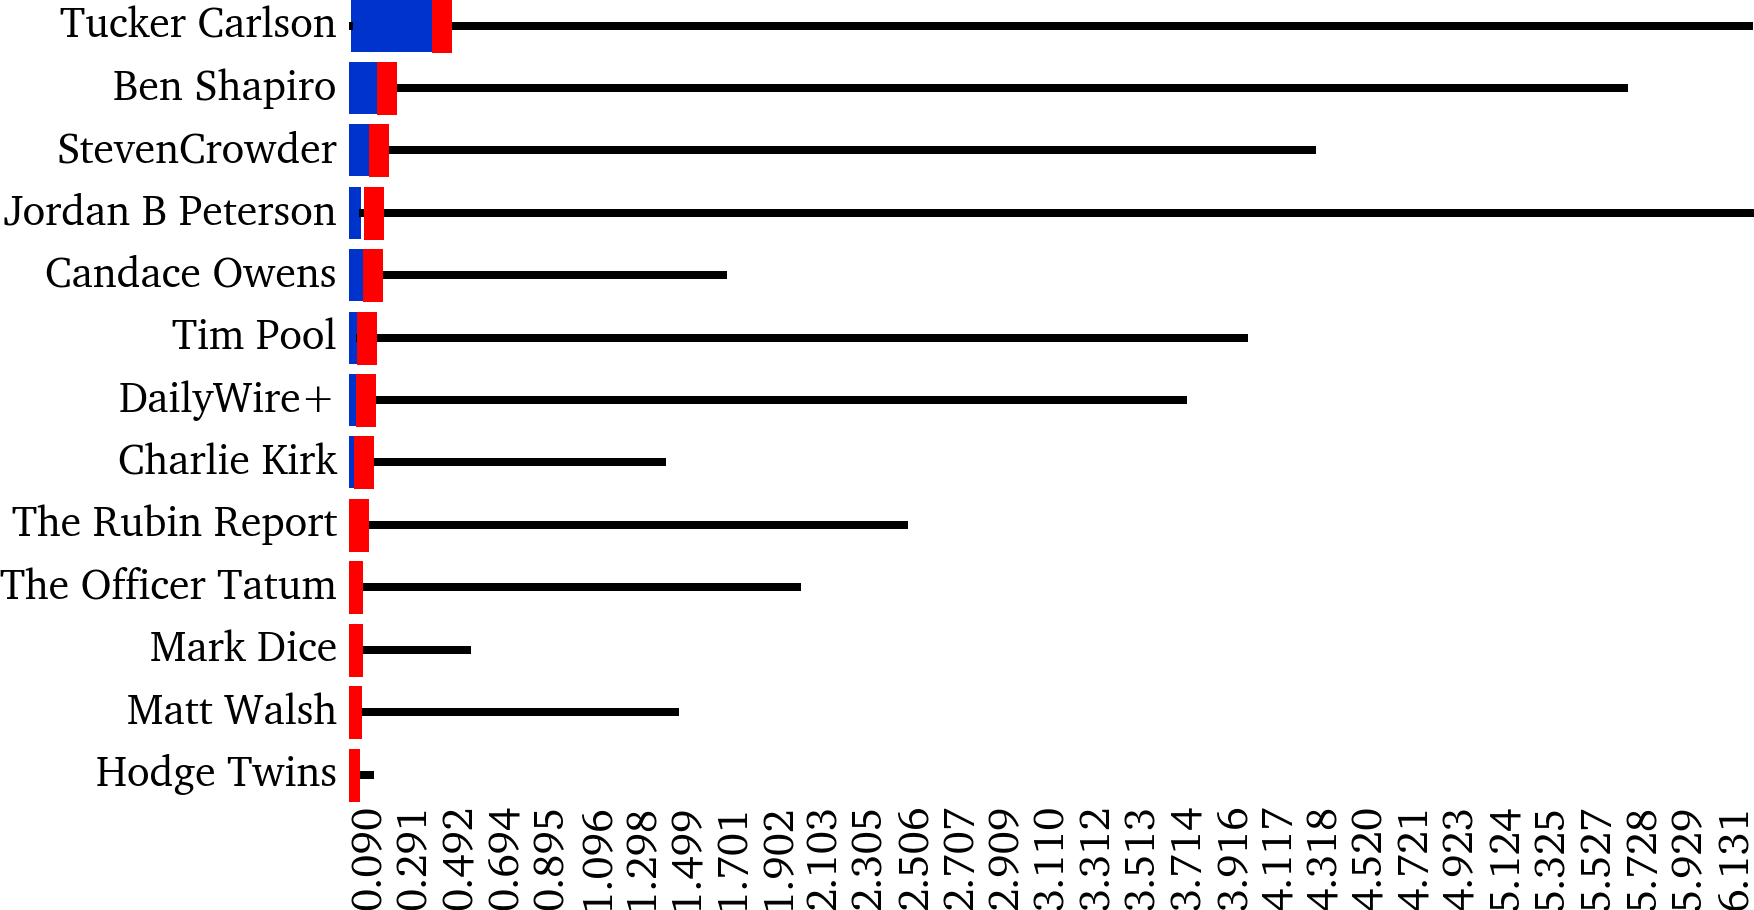 Tucker Carlson
Ben Shapiro
StevenCrowder
Jordan B Peterson
Candace Owens
Tim Pool
DailyWire+
Charlie Kirk
The Rubin Report
The Officer Tatum
Mark Dice
Matt Walsh
Hodge Twins
0.090
0.291
0.492
0.694
0.895
1.096
1.298
1.499
1.701
1.902
2.103
2.305
2.506
2.707
2.909
3.110
3.312
3.513
3.714
3.916
4.117
4.318
4.520
4.721
4.923
5.124
5.325
5.527
5.728
5.929
6.131